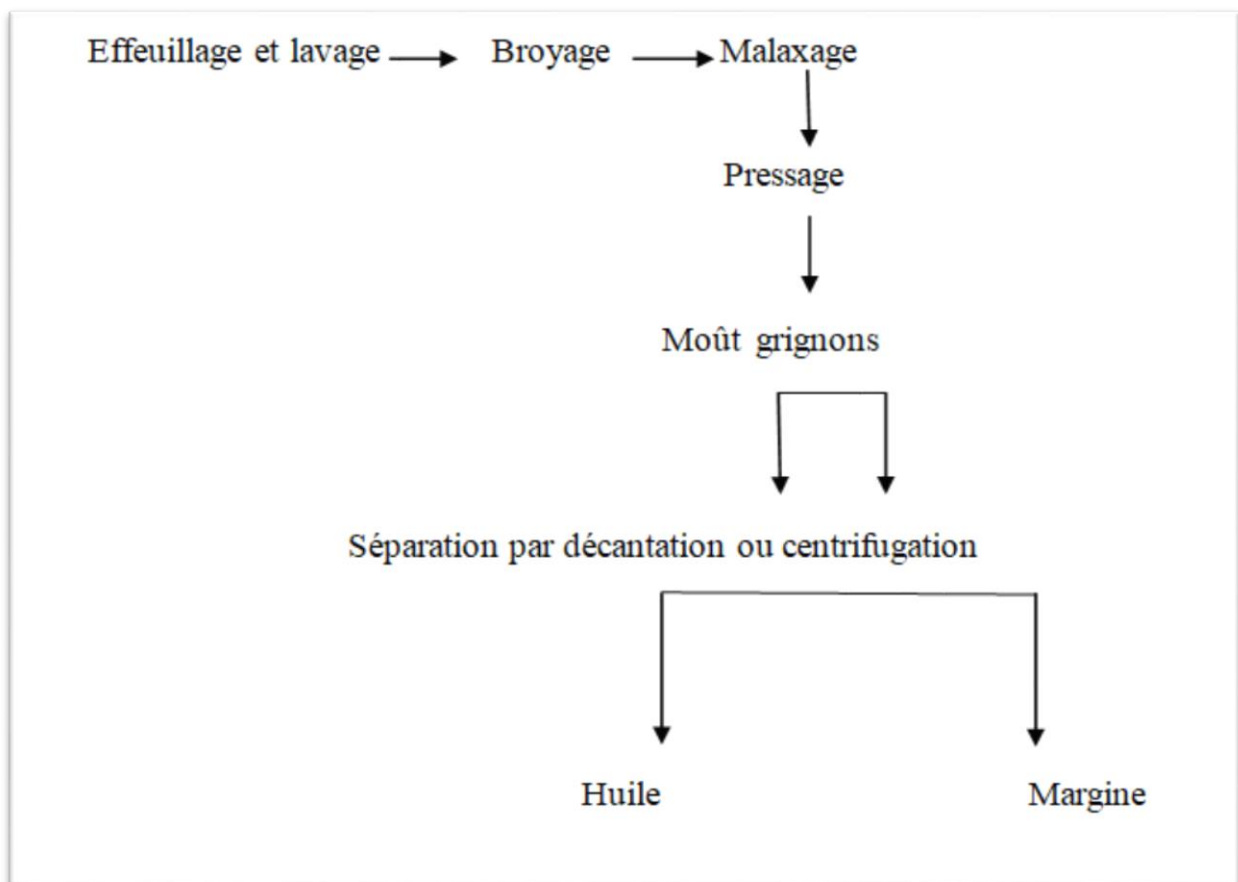 Effeuillage et lavage Broyage Malaxage
Pressage
Moût grignons
Séparation par décantation ou centrifugation
Huile Margine